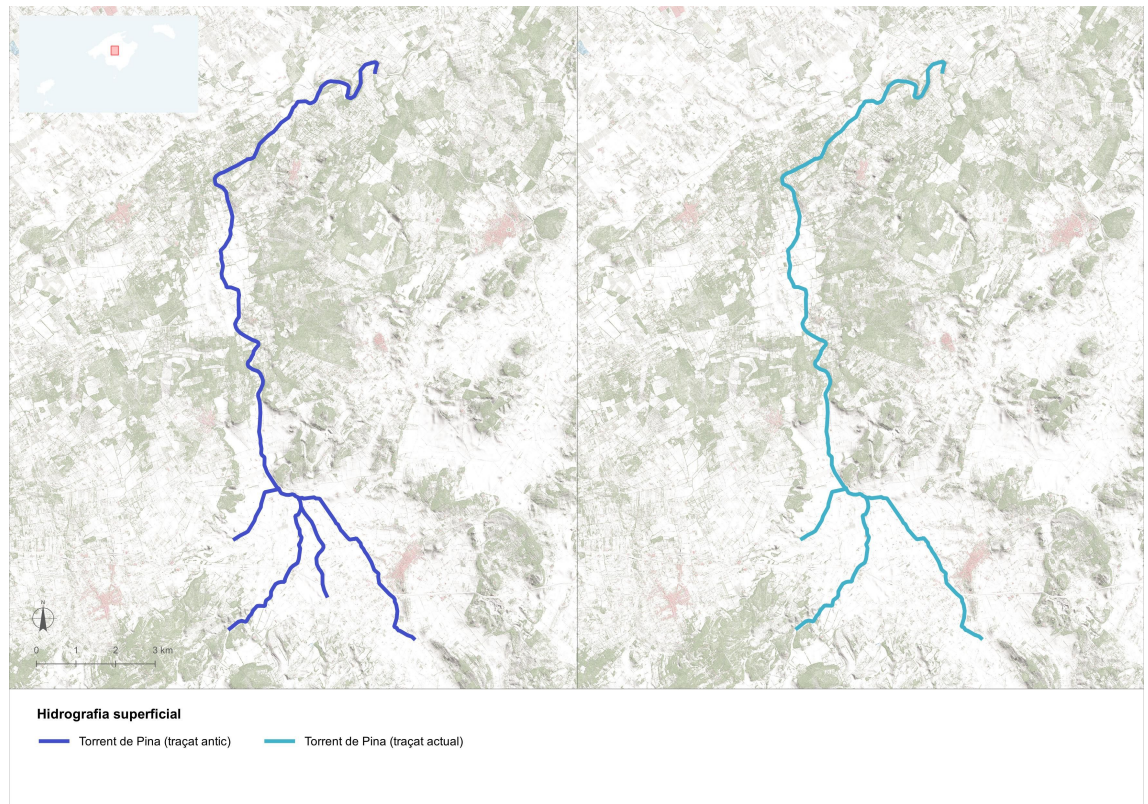 N
0 1 2 3 km
Hidrografia superficial
Torrent de Pina (traçat antic) Torrent de Pina (traçat actual)